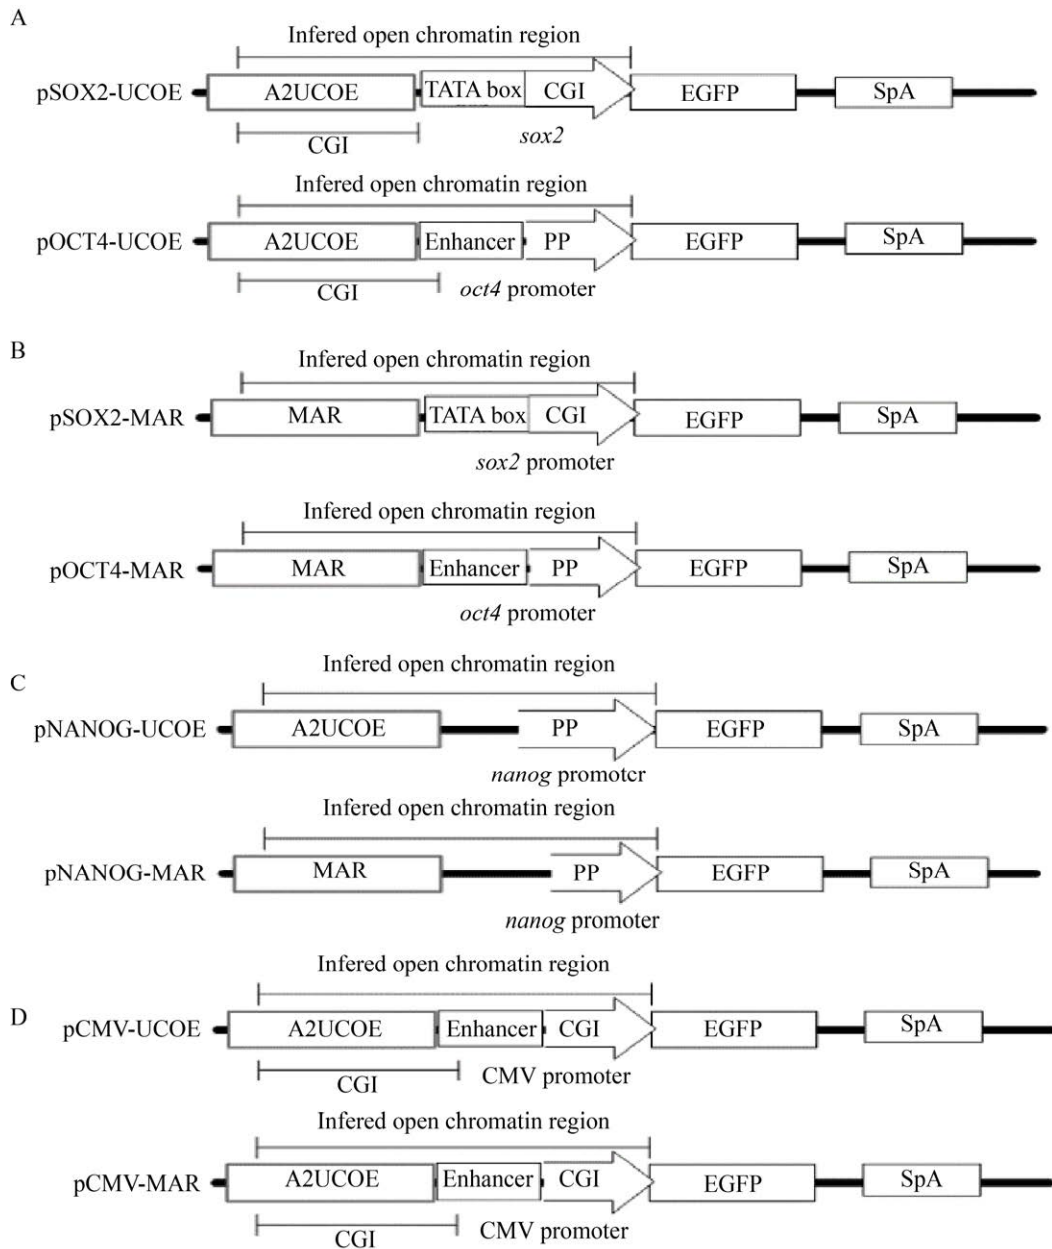 A
Infered open chromatin region
pSOX2-UCOE A2UCOE TATA box CGI EGFP SpA
CGI sox2
Infered open chromatin region
pOCT4-UCOE A2UCOE Enhancer PP EGFP SpA
CGI oct4 promoter
B
Infered open chromatin region
pSOX2-MAR MAR TATA box CGI EGFP SpA
sox2 promoter
Infered open chromatin region
pOCT4-MAR MAR Enhancer PP EGFP SpA
oct4 promoter
C
Infered open chromatin region
pNANOG-UCOE A2UCOE PP EGFP SpA
nanog promoter
Infered open chromatin region
pNANOG-MAR MAR PP EGFP SpA
nanog promoter
D
Infered open chromatin region
pCMV-UCOE A2UCOE Enhancer CGI EGFP SpA
CGI CMV promoter
Infered open chromatin region
pCMV-MAR A2UCOE Enhancer CGI EGFP SpA
CGI CMV promoter